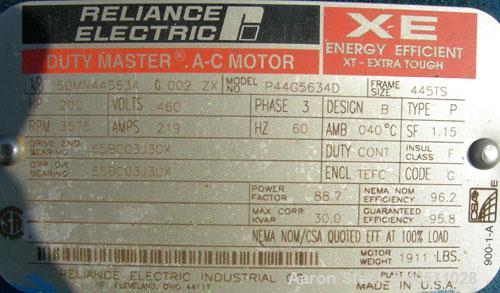 RELIANCE ELECTRIC
X-E
ENERGY EFFICIENT
XT - EXTRA TOUGH
DUTY MASTER® A-C MOTOR
50MN445634 G 002 ZX MODEL NO. P44G5634D FRAME SIZE 445TS
HP 200 VOLTS 460 PHASE 3 DESIGN B TYPE P
RPM 3575 AMPS 219 HZ 60 AMB 040°C SF 1.15
DRIVE END BEARING 65BC03J30X DUTY CONT INSUL CLASS F
OPP D.E. BEARING 65BC03J30X ENCL TEFC CODE G
POWER FACTOR 88.7 NEMA NOM EFFICIENCY 96.2
MAX CORR KVAR 30.0 GUARANTEED EFFICIENCY 95.8
NEMA NOM/CSA QUOTED EFF AT 100% LOAD
MOTOR WEIGHT 1911 LBS.
RELIANCE ELECTRIC INDUSTRIAL CO.
CLEVELAND, OHIO 44117
MADE IN U.S.A.
900-1-A